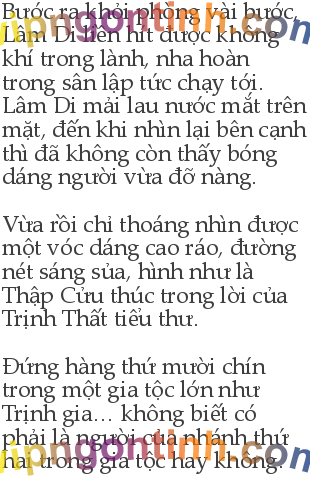 Bước ra khỏi phòng vài bước,
Lâm Di liền hít được không
khí trong lành, nha hoàn
trong sân lập tức chạy tới.
Lâm Di mải lau nước mắt trên
mặt, đến khi nhìn lại bên cạnh
thì đã không còn thấy bóng
dáng người vừa đỡ nàng.
Vừa rồi chỉ thoáng nhìn được
một vóc dáng cao ráo, đường
nét sáng sủa, hình như là
Thập Cửu thúc trong lời của
Trịnh Thất tiểu thư.
Đứng hàng thứ mười chín
trong một gia tộc lớn như
Trịnh gia... không biết có
phải là người của nhánh thứ
hai trong gia tộc hay không.
vipngontinh.com
vipngontinh.com